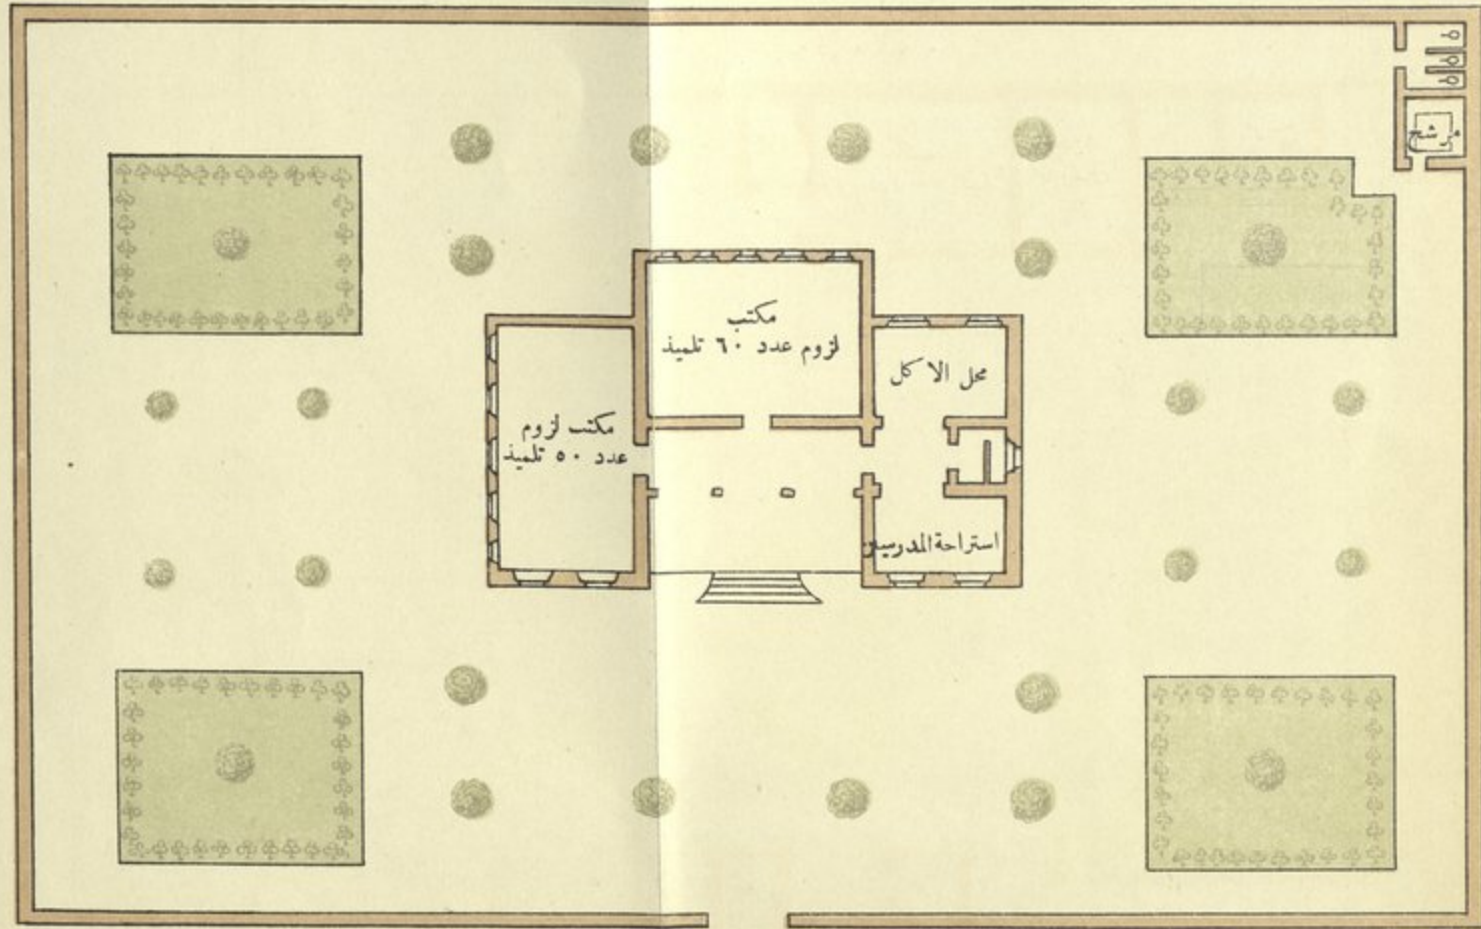 مرشح
مكتب
لزوم عدد ٦٠ تلميذ
محل الاكل
مكتب لزوم
عدد ٥٠ تلميذ
استراحة المدرسين